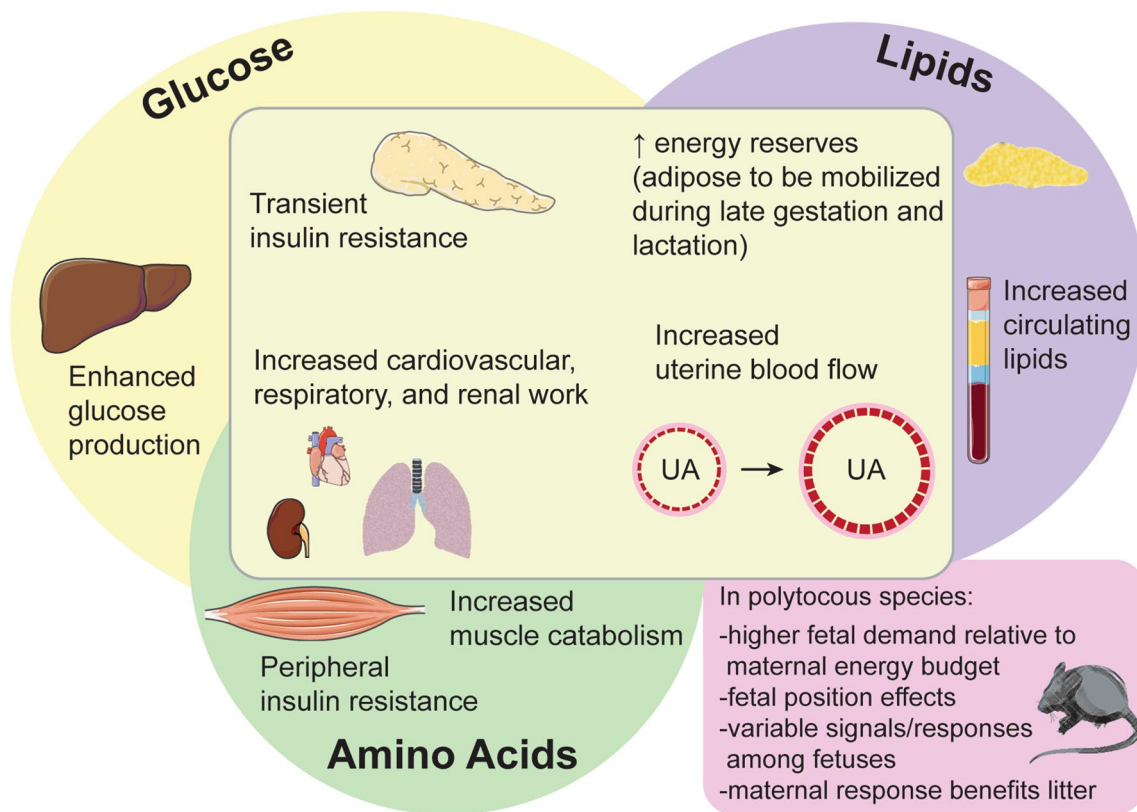 Glucose
Lipids
Transient
insulin resistance
↑ energy reserves
(adipose to be mobilized
during late gestation and
lactation)
Enhanced
glucose
production
Increased cardiovascular,
respiratory, and renal work
Increased
uterine blood flow
UA
UA
Increased
circulating
lipids
Increased
muscle catabolism
Peripheral
insulin resistance
Amino Acids
In polytocous species:
-higher fetal demand relative to
maternal energy budget
-fetal position effects
-variable signals/responses
among fetuses
-maternal response benefits litter